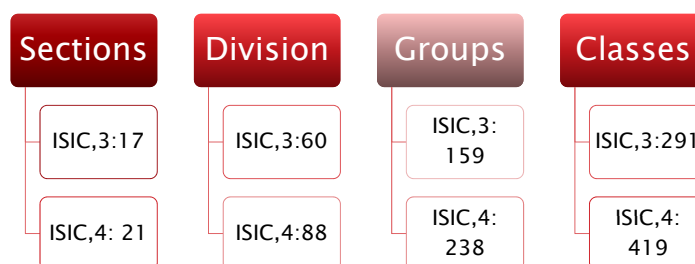 Sections
ISIC,3:17
ISIC,4: 21
Division
ISIC,3:60
ISIC,4:88
Groups
ISIC,3:
159
ISIC,4:
238
Classes
ISIC,3:291
ISIC,4:
419